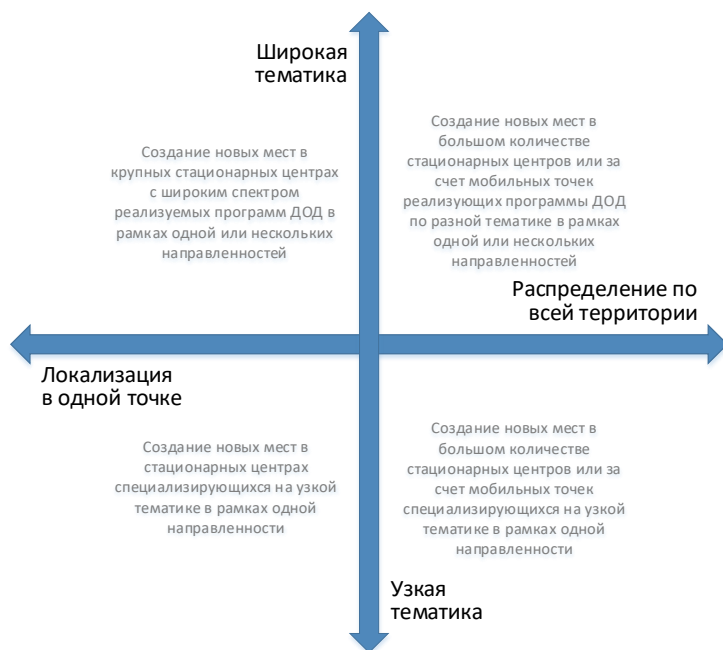 Широкая
тематика
Создание новых мест в
крупных стационарных центрах
с широким спектром
реализуемых программ ДОД в
рамках одной или нескольких
направленностей
Создание новых мест в
большом количестве
стационарных центров или за
счет мобильных точек
реализующих программы ДОД
по разной тематике в рамках
одной или нескольких
направленностей
Распределение по
всей территории
Локализация
в одной точке
Создание новых мест в
стационарных центрах
специализирующихся на узкой
тематике в рамках одной
направленности
Создание новых мест в
большом количестве
стационарных центров или за
счет мобильных точек
специализирующихся на узкой
тематике в рамках одной
направленности
Узкая
тематика